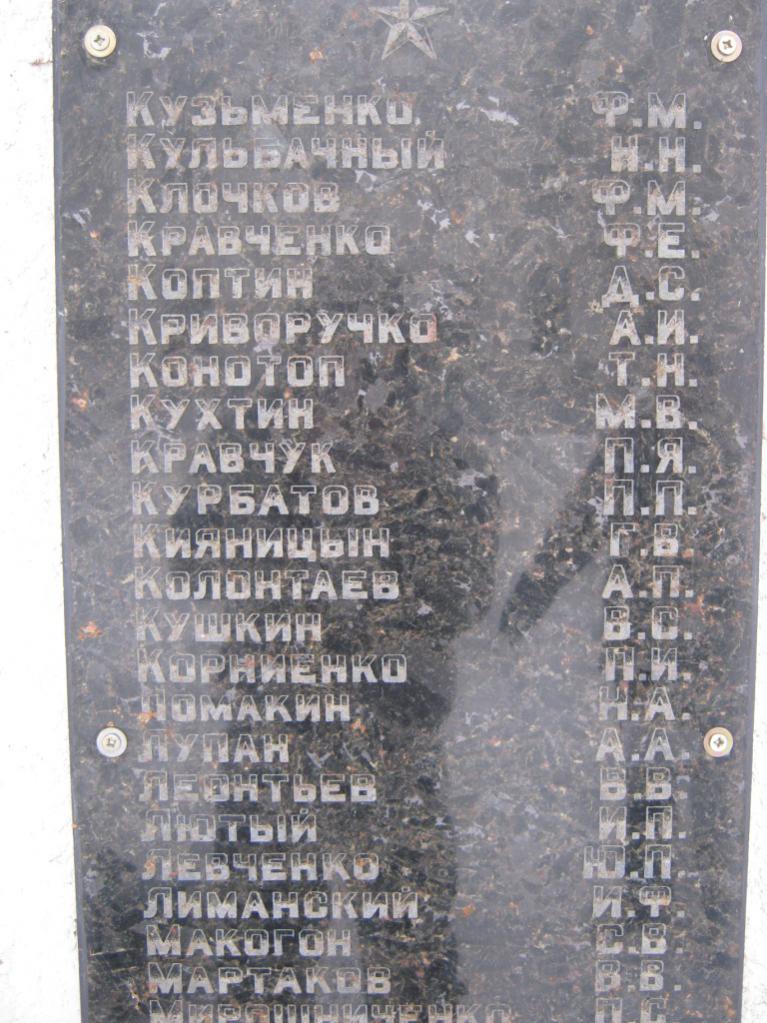 Кузьменко Ф.М.
Кульбачный Н.Н.
Клочков Ф.М.
Кравченко Ф.Е.
Коптин Д.С.
Криворучко А.И.
Конотоп Т.Н.
Кухтин М.В.
Кравчук П.Я.
Курбатов П.П.
Кияницын Г.В
Колонтаев А.П.
Кушкин В.С.
Корниенко П.И.
Ломакин Н.А.
Лупан А.А.
Леонтьев В.В.
Лютый И.П.
Левченко Ю.П.
Лиманский И.Ф.
Макогон С.В.
Мартаков В.В.
Мирошниченко П.С.